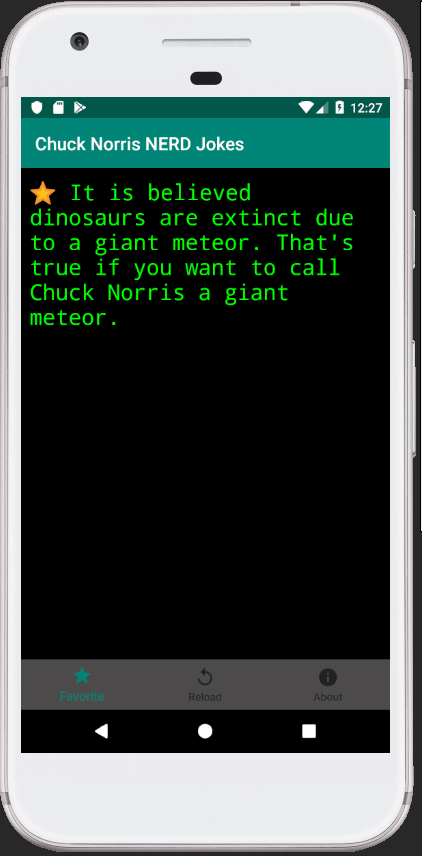 12:27
Chuck Norris NERD Jokes
⭐ It is believed
dinosaurs are extinct due
to a giant meteor. That's
true if you want to call
Chuck Norris a giant
meteor.
Favorite
Reload
About